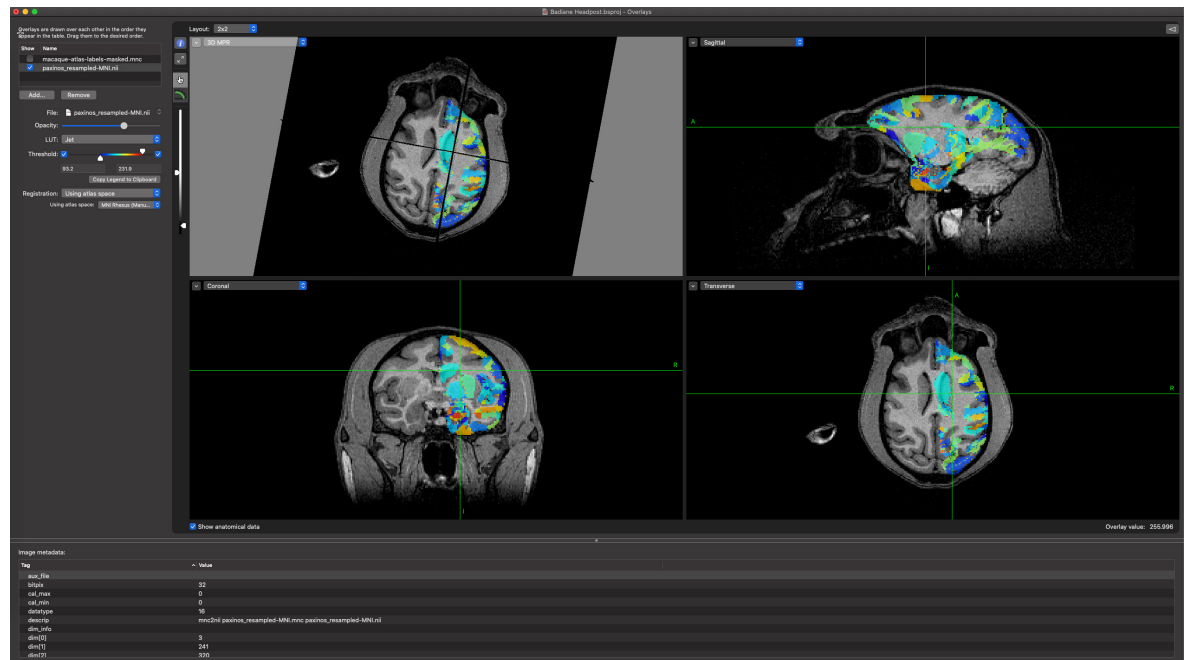 Badiane Headpost.bsproj - Overlays
Overlays are drawn over each other in the order they
appear in the table. Drag them to the desired order.
Show Name
macaque-atlas-labels-masked.mnc
paxinos_resampled-MNI.nii
Add... Remove
File: paxinos_resampled-MNI.nii
Opacity:
LUT: Jet
Threshold:
93.2 231.9
Copy Legend to Clipboard
Registration: Using atlas space
Using atlas space: MNI Rhesus (Manu...
Layout: 2x2
3D MPR
Sagittal
A
I
Coronal
R
I
Transverse
A
R
Show anatomical data
Overlay value: 255.996
Image metadata:
Tag Value
aux_file
bitpix 32
cal_max 0
cal_min 0
datatype 16
descrip mnc2nii paxinos_resampled-MNI.mnc paxinos_resampled-MNI.nii
dim_info
dim[0] 3
dim[1] 241
dim[2] 320